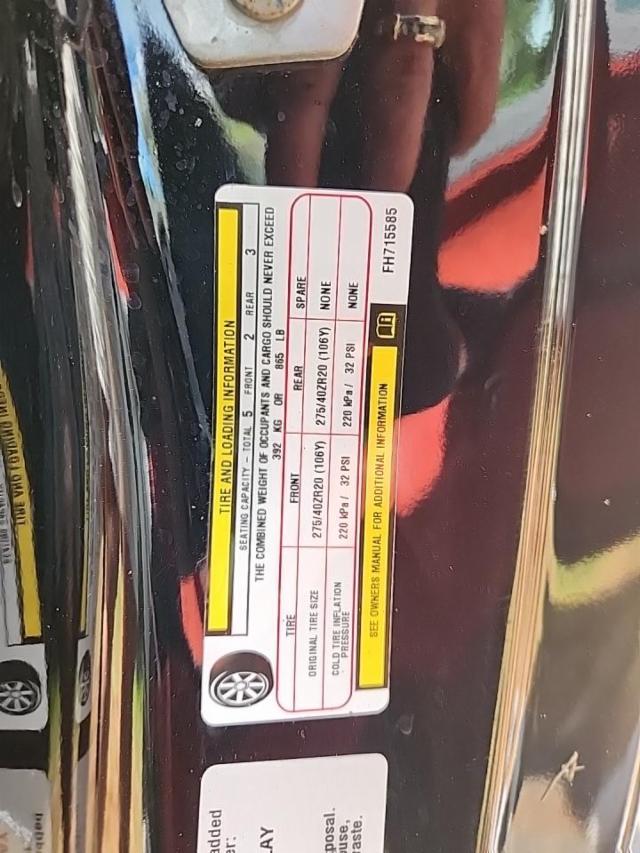 TIRE AND LOADING INFORMATION
SEATING CAPACITY - TOTAL 5 FRONT 2 REAR 3
THE COMBINED WEIGHT OF OCCUPANTS AND CARGO SHOULD NEVER EXCEED
392 KG OR 865 LB
TIRE FRONT REAR SPARE
ORIGINAL TIRE SIZE 275/40ZR20 (106Y) 275/40ZR20 (106Y) NONE
COLD TIRE INFLATION PRESSURE 220 kPa / 32 PSI 220 kPa / 32 PSI NONE
SEE OWNERS MANUAL FOR ADDITIONAL INFORMATION
FH715585
added
er:
LAY
posal.
ouse,
raste.